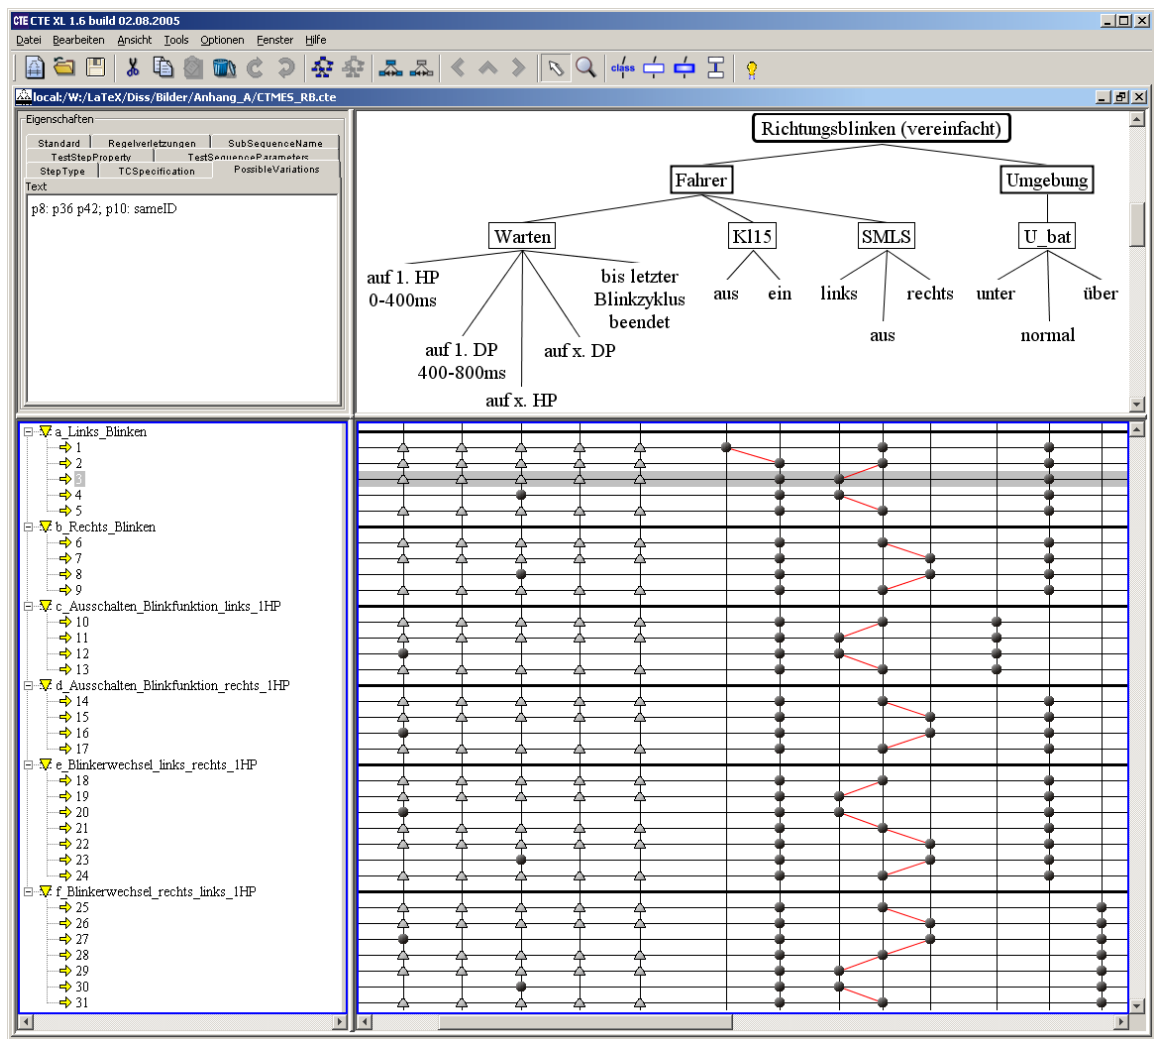 CTE CTE XL 1.6 build 02.08.2005
Datei Bearbeiten Ansicht Tools Optionen Fenster Hilfe
class
local:/W:/LaTeX/Diss/Bilder/Anhang_A/CTMES_RB.cte
Eigenschaften
Standard Regelverletzungen SubSequenceName
TestStepProperty TestSequenceParameters
StepType TCSpecification PossibleVariations
Text
p8: p36 p42; p10: sameID
Richtungsblinken (vereinfacht)
Fahrer Umgebung
Warten Kl15 SMLS U_bat
auf 1. HP
0-400ms
bis letzter
Blinkzyklus
beendet
aus ein links rechts unter über
aus normal
auf 1. DP
400-800ms
auf x. DP
auf x. HP
a_Links_Blinken
1
2
3
4
5
b_Rechts_Blinken
6
7
8
9
c_Ausschalten_Blinkfunktion_links_1HP
10
11
12
13
d_Ausschalten_Blinkfunktion_rechts_1HP
14
15
16
17
e_Blinkerwechsel_links_rechts_1HP
18
19
20
21
22
23
24
f_Blinkerwechsel_rechts_links_1HP
25
26
27
28
29
30
31